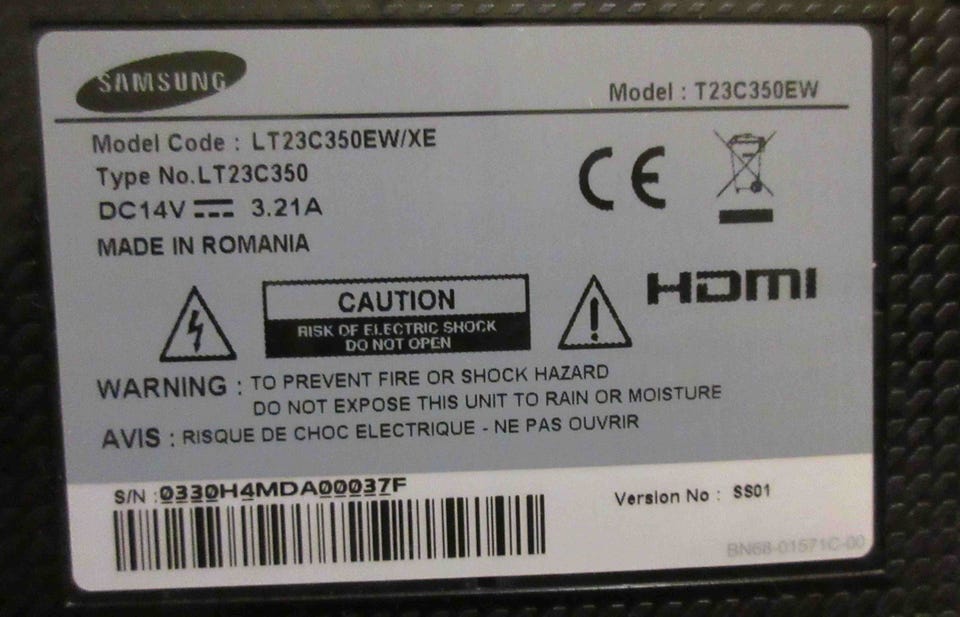 SAMSUNG
Model : T23C350EW
Model Code : LT23C350EW/XE
Type No.LT23C350
DC14V 3.21A
MADE IN ROMANIA
CE
HDMI
CAUTION
RISK OF ELECTRIC SHOCK
DO NOT OPEN
WARNING : TO PREVENT FIRE OR SHOCK HAZARD
DO NOT EXPOSE THIS UNIT TO RAIN OR MOISTURE
AVIS : RISQUE DE CHOC ELECTRIQUE - NE PAS OUVRIR
S/N :0330H4MDA00037F
Version No : SS01
BN68-01571C-00